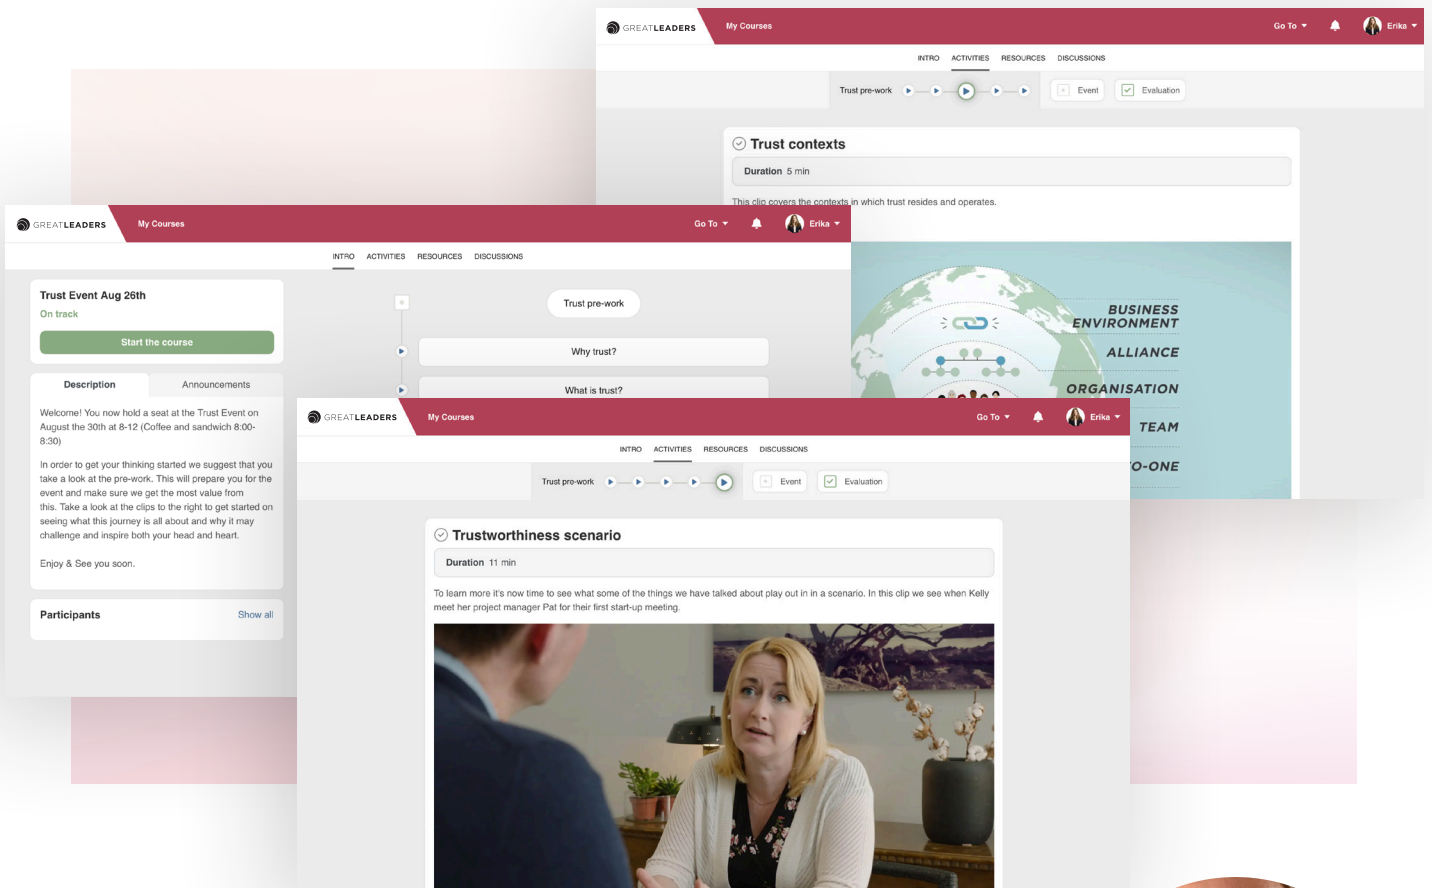 GREATLEADERS
My Courses
Go To
Erika
INTRO
ACTIVITIES
RESOURCES
DISCUSSIONS
Trust pre-work
Event
Evaluation
Trust contexts
Duration 5 min
This clip covers the contexts in which trust resides and operates.
BUSINESS
ENVIRONMENT
ALLIANCE
ORGANISATION
TEAM
O-ONE
GREATLEADERS
My Courses
Go To
Erika
INTRO
ACTIVITIES
RESOURCES
DISCUSSIONS
Trust Event Aug 26th
On track
Start the course
Description
Announcements
Welcome! You now hold a seat at the Trust Event on
August the 30th at 8-12 (Coffee and sandwich 8:00-
8:30)
In order to get your thinking started we suggest that you
take a look at the pre-work. This will prepare you for the
event and make sure we get the most value from
this. Take a look at the clips to the right to get started on
seeing what this journey is all about and why it may
challenge and inspire both your head and heart.
Enjoy & See you soon.
Participants
Show all
Trust pre-work
Why trust?
What is trust?
GREATLEADERS
My Courses
Go To
Erika
INTRO
ACTIVITIES
RESOURCES
DISCUSSIONS
Trust pre-work
Event
Evaluation
Trustworthiness scenario
Duration 11 min
To learn more it's now time to see what some of the things we have talked about play out in in a scenario. In this clip we see when Kelly
meet her project manager Pat for their first start-up meeting.